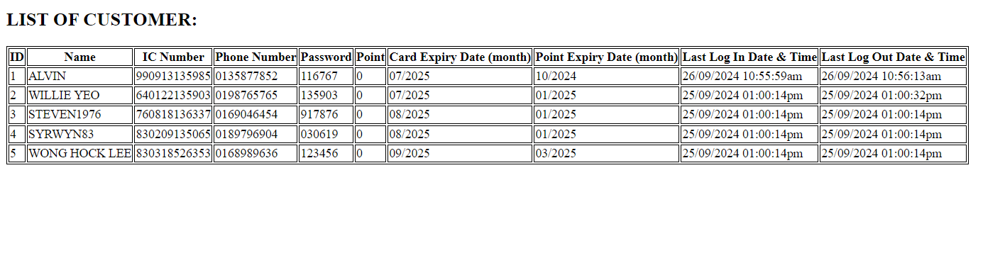 LIST OF CUSTOMER:
ID Name IC Number Phone Number Password Point Card Expiry Date (month) Point Expiry Date (month) Last Log In Date & Time Last Log Out Date & Time
1 ALVIN 990913135985 0135877852 116767 0 07/2025 10/2024 26/09/2024 10:55:59am 26/09/2024 10:56:13am
2 WILLIE YEO 640122135903 0198765765 135903 0 07/2025 01/2025 25/09/2024 01:00:14pm 25/09/2024 01:00:32pm
3 STEVEN1976 760818136337 0169046454 917876 0 08/2025 01/2025 25/09/2024 01:00:14pm 25/09/2024 01:00:14pm
4 SYRWYN83 830209135065 0189796904 030619 0 08/2025 01/2025 25/09/2024 01:00:14pm 25/09/2024 01:00:14pm
5 WONG HOCK LEE 830318526353 0168989636 123456 0 09/2025 03/2025 25/09/2024 01:00:14pm 25/09/2024 01:00:14pm